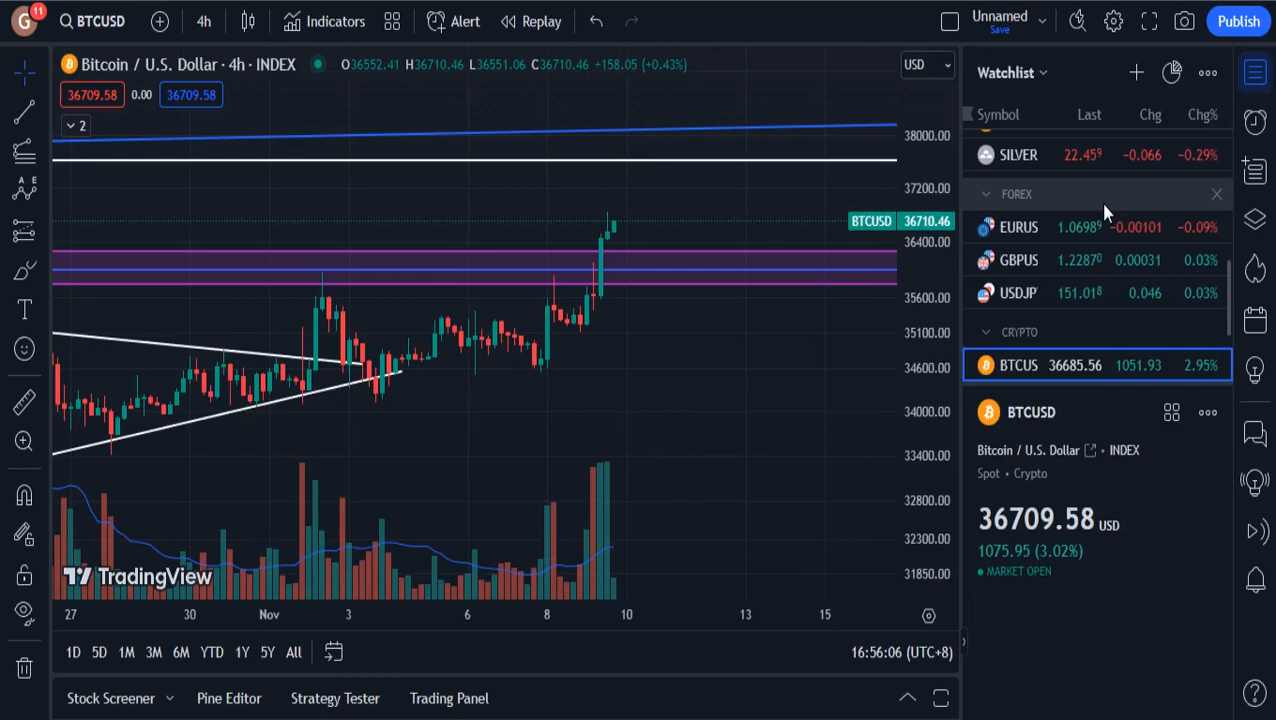 G
11
BTCUSD
4h
Indicators
Alert
Replay
Unnamed
Save
Publish
Bitcoin / U.S. Dollar · 4h · INDEX
O36552.41 H36710.46 L36551.06 C36710.46 +158.05 (+0.43%)
USD
36709.58 0.00 36709.58
2
38000.00
37200.00
BTCUSD 36710.46
36400.00
35600.00
35100.00
34600.00
34000.00
33400.00
32800.00
32300.00
31850.00
TradingView
27 30 Nov 3 6 8 10 13 15
1D 5D 1M 3M 6M YTD 1Y 5Y All
16:56:06 (UTC+8)
Stock Screener Pine Editor Strategy Tester Trading Panel
Watchlist
Symbol Last Chg Chg%
SILVER 22.459 -0.066 -0.29%
FOREX
EURUS 1.06989 -0.00101 -0.09%
GBPUS 1.22870 0.00031 0.03%
USDJP 151.018 0.046 0.03%
CRYPTO
BTCUS 36685.56 1051.93 2.95%
BTCUSD
Bitcoin / U.S. Dollar • INDEX
Spot • Crypto
36709.58 USD
1075.95 (3.02%)
MARKET OPEN